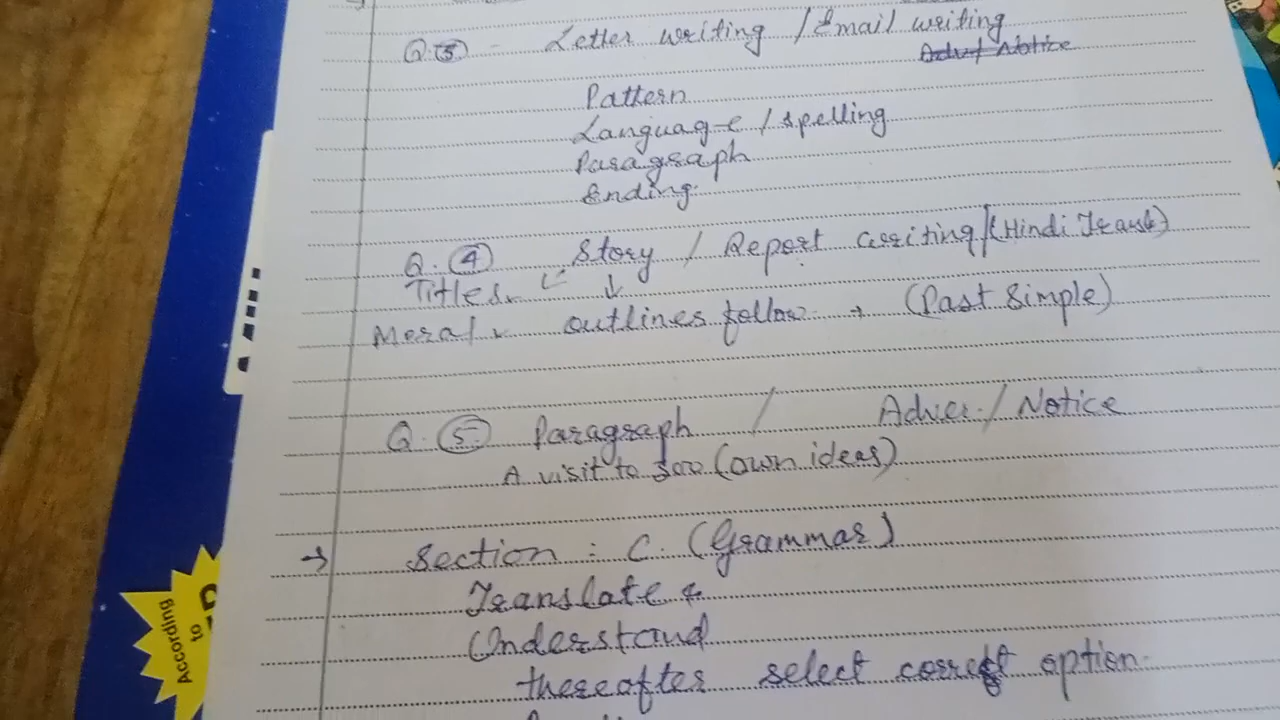 Q. (3) - Letter writing / Email writing
Advt Notice
Pattern
Language / spelling
Paragraph
Ending.
Q. (4) Story / Report writing / (Hindi Trans)
Titles
Moral outlines follow → (Past Simple)
Q. (5) Paragraph / Adver. / Notice
A visit to zoo (own ideas)
→ Section : C. (Grammar)
Translate &
Understand
thereafter select correct option.
According
to